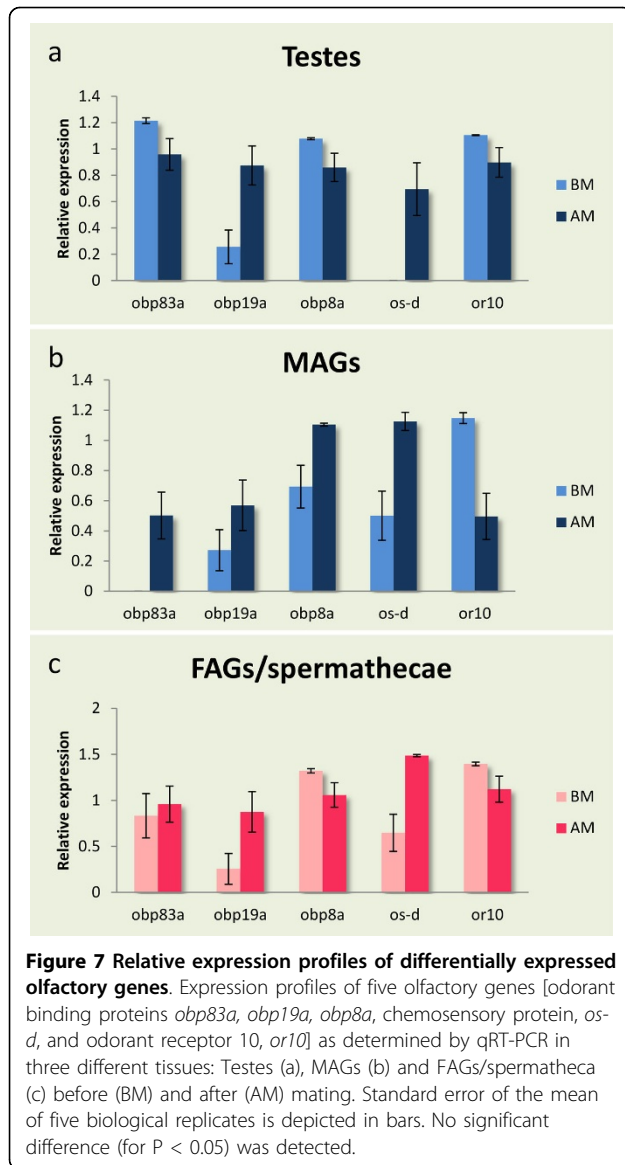 a
Testes
1.4
1.2
1
0.8
0.6
0.4
0.2
0
Relative expression
obp83a obp19a obp8a os-d or10
BM
AM
b
MAGs
1.4
1.2
1
0.8
0.6
0.4
0.2
0
Relative expression
obp83a obp19a obp8a os-d or10
BM
AM
c
FAGs/spermathecae
2
1.5
1
0.5
0
Relative expression
obp83a obp19a obp8a os-d or10
BM
AM
Figure 7 Relative expression profiles of differentially expressed
olfactory genes. Expression profiles of five olfactory genes [odorant
binding proteins obp83a, obp19a, obp8a, chemosensory protein, os-
d, and odorant receptor 10, or10] as determined by qRT-PCR in
three different tissues: Testes (a), MAGs (b) and FAGs/spermatheca
(c) before (BM) and after (AM) mating. Standard error of the mean
of five biological replicates is depicted in bars. No significant
difference (for P < 0.05) was detected.